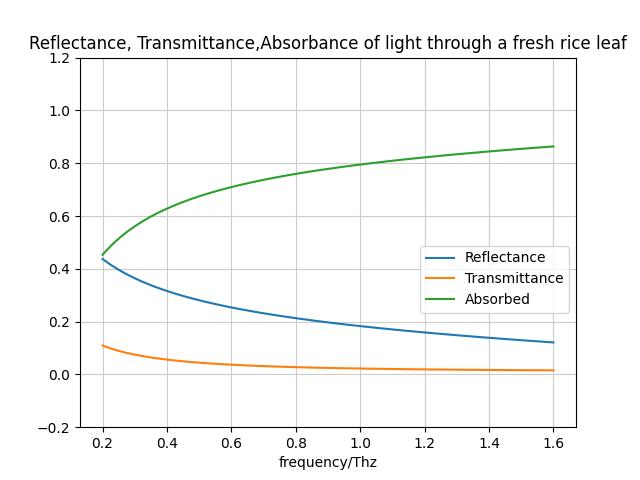 Reflectance, Transmittance,Absorbance of light through a fresh rice leaf
1.2
1.0
0.8
0.6
0.4
0.2
0.0
−0.2
Reflectance
Transmittance
Absorbed
0.2 0.4 0.6 0.8 1.0 1.2 1.4 1.6
frequency/Thz